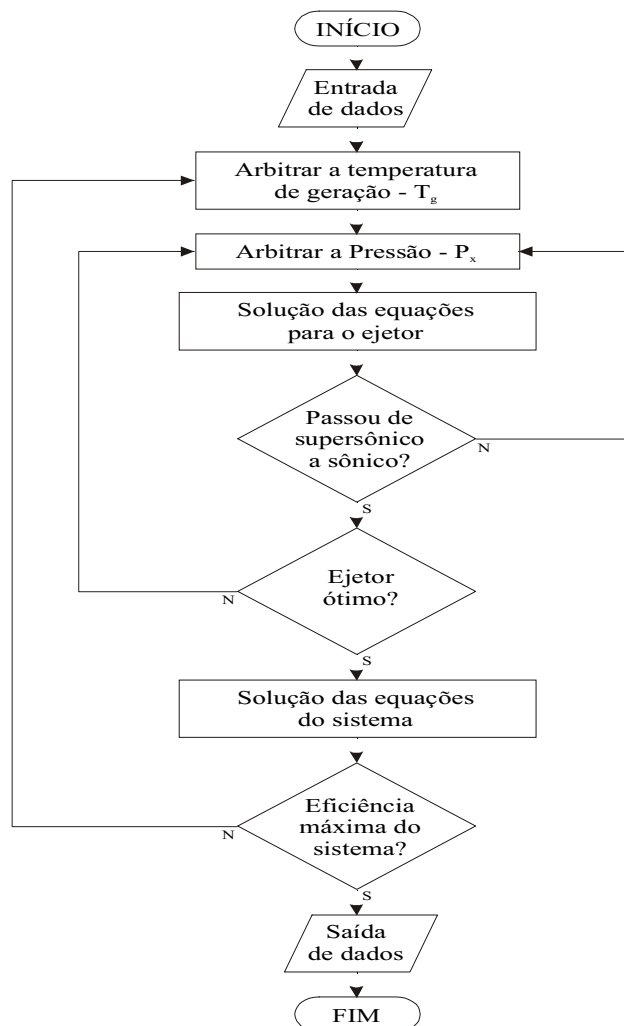 INÍCIO
Entrada
de dados
Arbitrar a temperatura
de geração - Tg
Arbitrar a Pressão - Px
Solução das equações
para o ejetor
Passou de
supersônico
a sônico?
N
S
Ejetor
ótimo?
N
S
Solução das equações
do sistema
Eficiência
máxima do
sistema?
N
S
Saída
de dados
FIM